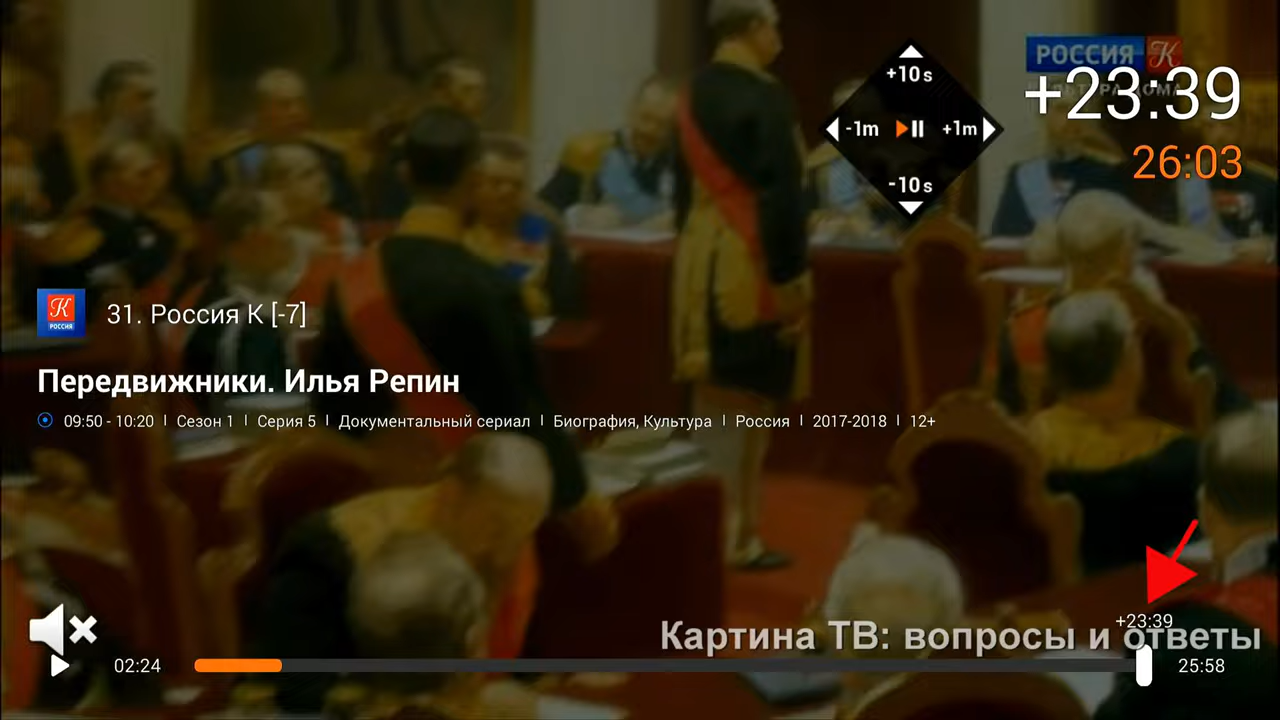 РОССИЯ К
+10s
-1m
+1m
-10s
+23:39
26:03
К
РОССИЯ
31. Россия К [-7]
Передвижники. Илья Репин
09:50 - 10:20 | Сезон 1 | Серия 5 | Документальный сериал | Биография, Культура | Россия | 2017-2018 | 12+
+23:39
Картина ТВ: вопросы и ответы
02:24
25:58